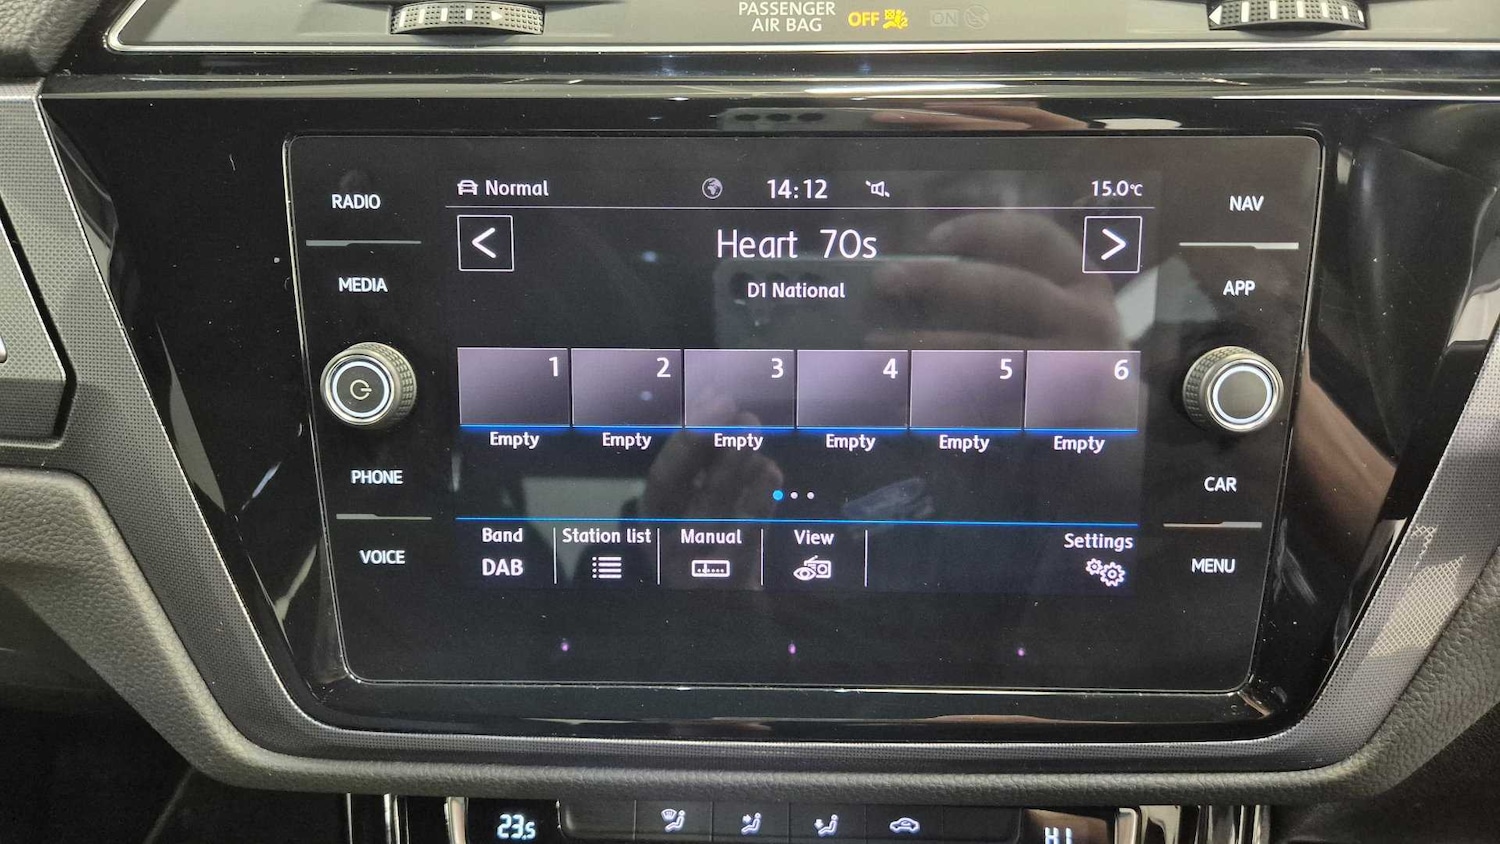 PASSENGER
AIR BAG OFF ON
RADIO
MEDIA
PHONE
VOICE
Normal 14:12 15.0°C
Heart 70s
D1 National
1 2 3 4 5 6
Empty Empty Empty Empty Empty Empty
Band Station list Manual View Settings
DAB
NAV
APP
CAR
MENU
23.5 HI